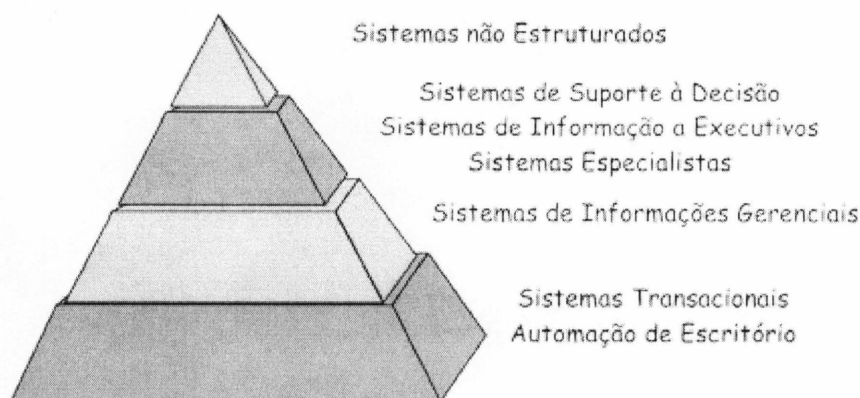 Sistemas não Estruturados
Sistemas de Suporte à Decisão
Sistemas de Informação a Executivos
Sistemas Especialistas
Sistemas de Informações Gerenciais
Sistemas Transacionais
Automação de Escritório